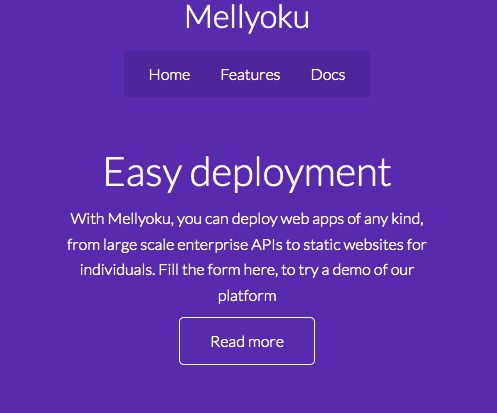 Mellyoku
Home Features Docs
Easy deployment
With Mellyoku, you can deploy web apps of any kind,
from large scale enterprise APIs to static websites for
individuals. Fill the form here, to try a demo of our
platform
Read more